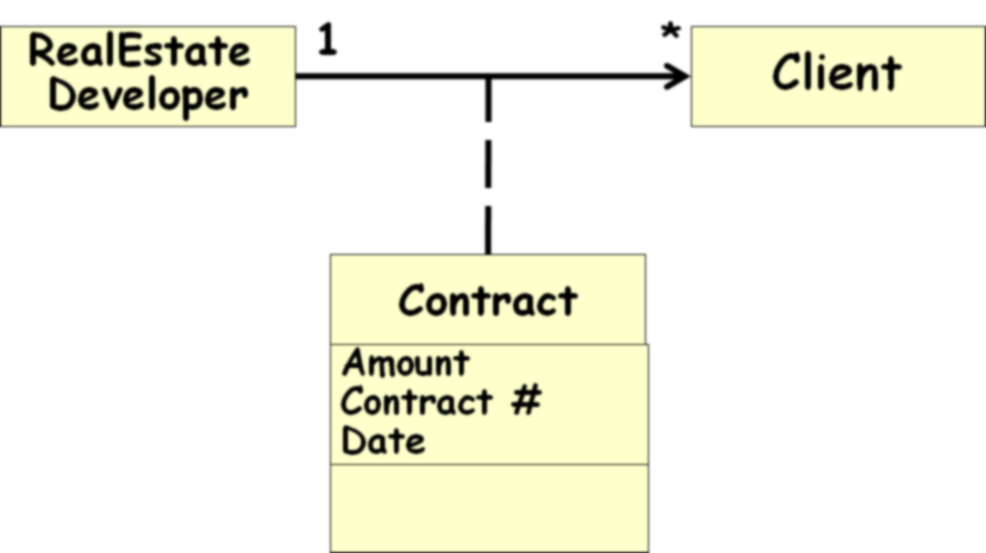 RealEstate
Developer
1
*
Client
Contract
Amount
Contract #
Date